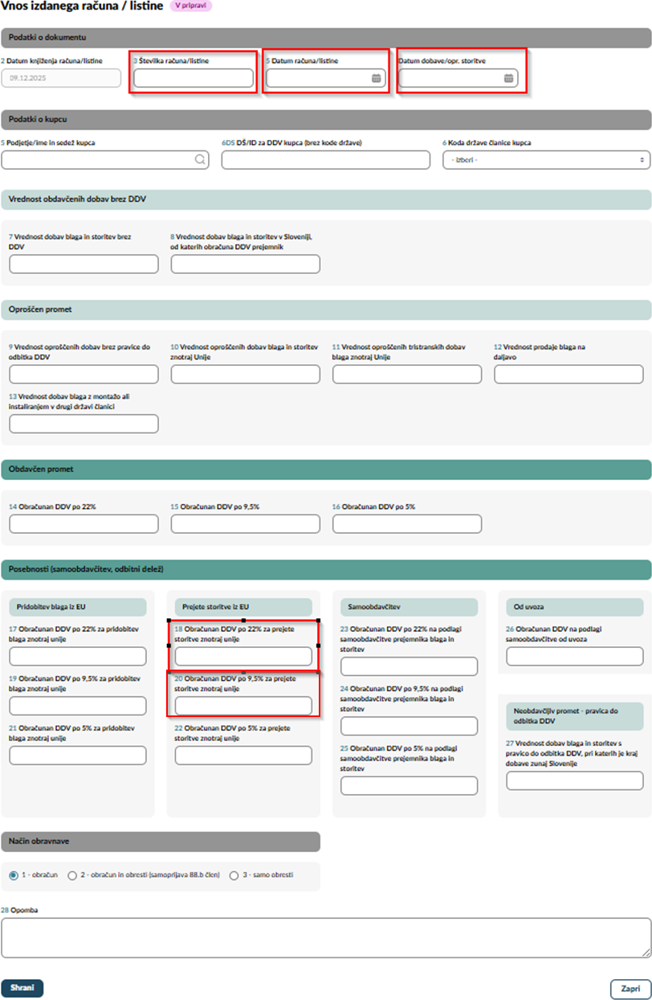 Vnos izdanega računa / listine V pripravi
Podatki o dokumentu
2 Datum knjiženja računa/listine
3 Številka računa/listine
5 Datum računa/listine
Datum dobave/opr. storitve
09.12.2025
Podatki o kupcu
5 Podjetje/ime in sedež kupca
6DS DŠ/ID za DDV kupca (brez kode države)
6 Koda države članice kupca
- Izberi -
Vrednost obdavčenih dobav brez DDV
7 Vrednost dobav blaga in storitev brez
DDV
8 Vrednost dobav blaga in storitev v Sloveniji,
od katerih obračuna DDV prejemnik
Oproščen promet
9 Vrednost oproščenih dobav brez pravice do
odbitka DDV
10 Vrednost oproščenih dobav blaga in storitev
znotraj Unije
11 Vrednost oproščenih tristranskih dobav
blaga znotraj Unije
12 Vrednost prodaje blaga na
daljavo
13 Vrednost dobav blaga z montažo ali
instaliranjem v drugi državi članici
Obdavčen promet
14 Obračunan DDV po 22%
15 Obračunan DDV po 9,5%
16 Obračunan DDV po 5%
Posebnosti (samoobdavčitev, odbitni delež)
Pridobitev blaga iz EU
17 Obračunan DDV po 22% za pridobitev
blaga znotraj unije
19 Obračunan DDV po 9,5% za pridobitev
blaga znotraj unije
21 Obračunan DDV po 5% za pridobitev
blaga znotraj unije
Prejete storitve iz EU
18 Obračunan DDV po 22% za prejete
storitve znotraj unije
20 Obračunan DDV po 9,5% za prejete
storitve znotraj unije
22 Obračunan DDV po 5% za prejete
storitve znotraj unije
Samoobdavčitev
23 Obračunan DDV po 22% na podlagi
samoobdavčitve prejemnika blaga in
storitev
24 Obračunan DDV po 9,5% na podlagi
samoobdavčitve prejemnika blaga in
storitev
25 Obračunan DDV po 5% na podlagi
samoobdavčitve prejemnika blaga in
storitev
Od uvoza
26 Obračunan DDV na podlagi
samoobdavčitve od uvoza
Neobdavčljiv promet - pravica do
odbitka DDV
27 Vrednost dobav blaga in storitev s
pravico do odbitka DDV, pri katerih je kraj
dobave zunaj Slovenije
Način obravnave
1 - obračun
2 - obračun in obresti (samoprijava 88.b člen)
3 - samo obresti
28 Opomba
Shrani
Zapri